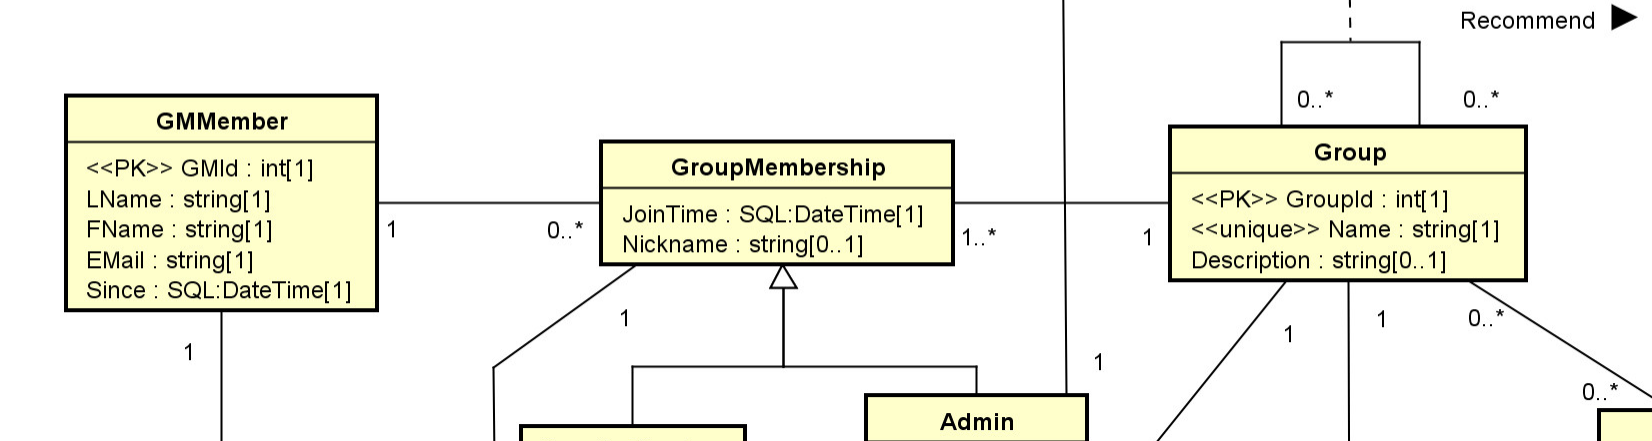 Recommend ▶
0..*
0..*
GMMember
<<PK>> GMId : int[1]
LName : string[1]
FName : string[1]
EMail : string[1]
Since : SQL:DateTime[1]
1
0..*
GroupMembership
JoinTime : SQL:DateTime[1]
Nickname : string[0..1]
1..*
1
Group
<<PK>> GroupId : int[1]
<<unique>> Name : string[1]
Description : string[0..1]
1
1
1
1
1
0..*
0..*
Admin